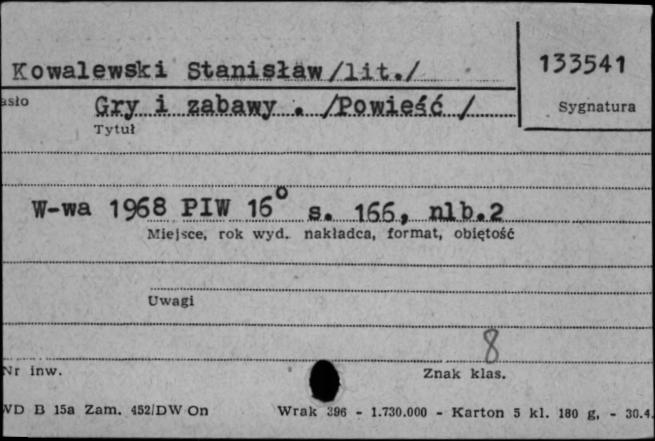 Kowalewski Stanisław/lit./
133541
asło
Sygnatura
Gry i zabawy . /Powieść /
Tytuł
W-wa 1968 PIW 16° s. 166, nlb.2
Miejsce, rok wyd. nakładca, format, objętość
Uwagi
8
Nr inw.
Znak klas.
WD B 15a Zam. 452/DW On Wrak 396 - 1.730.000 - Karton 5 kl. 180 g, - 30.4.